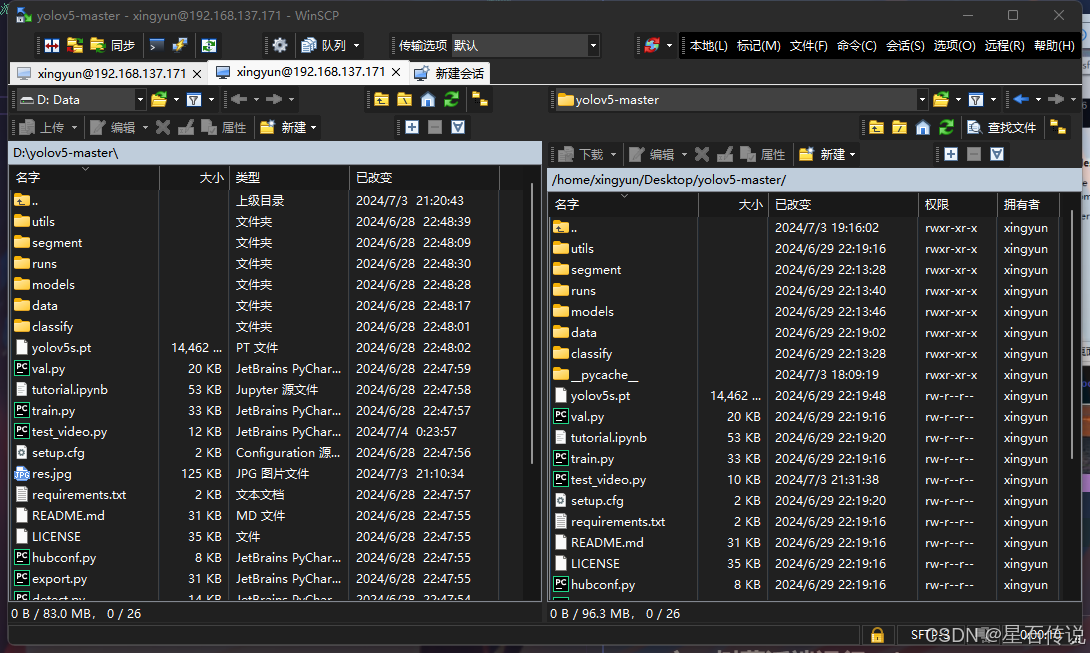 yolov5-master - xingyun@192.168.137.171 - WinSCP
同步 队列 传输选项 默认 本地(L) 标记(M) 文件(F) 命令(C) 会话(S) 选项(O) 远程(R) 帮助(H)
xingyun@192.168.137.171 xingyun@192.168.137.171 新建会话
D: Data
上传 编辑 属性 新建
D:\yolov5-master\
名字 大小 类型 已改变
.. 上级目录 2024/7/3 21:20:43
utils 文件夹 2024/6/28 22:48:39
segment 文件夹 2024/6/28 22:48:09
runs 文件夹 2024/6/28 22:48:30
models 文件夹 2024/6/28 22:48:28
data 文件夹 2024/6/28 22:48:17
classify 文件夹 2024/6/28 22:48:01
yolov5s.pt 14,462 ... PT 文件 2024/6/28 22:48:02
val.py 20 KB JetBrains PyChar... 2024/6/28 22:47:59
tutorial.ipynb 53 KB Jupyter 源文件 2024/6/28 22:47:58
train.py 33 KB JetBrains PyChar... 2024/6/28 22:47:57
test_video.py 12 KB JetBrains PyChar... 2024/7/4 0:23:57
setup.cfg 2 KB Configuration 源... 2024/6/28 22:47:56
res.jpg 125 KB JPG 图片文件 2024/7/3 21:10:34
requirements.txt 2 KB 文本文档 2024/6/28 22:47:57
README.md 31 KB MD 文件 2024/6/28 22:47:55
LICENSE 35 KB 文件 2024/6/28 22:47:55
hubconf.py 8 KB JetBrains PyChar... 2024/6/28 22:47:55
export.py 31 KB JetBrains PyChar... 2024/6/28 22:47:55
detect.py 14 KB JetBrains PyChar... 2024/6/28 22:47:54
0 B / 83.0 MB， 0 / 26
yolov5-master
查找文件
下载 编辑 属性 新建
/home/xingyun/Desktop/yolov5-master/
名字 大小 已改变 权限 拥有者
.. 2024/7/3 19:16:02 rwxr-xr-x xingyun
utils 2024/6/29 22:19:16 rwxr-xr-x xingyun
segment 2024/6/29 22:13:28 rwxr-xr-x xingyun
runs 2024/6/29 22:13:40 rwxr-xr-x xingyun
models 2024/6/29 22:13:46 rwxr-xr-x xingyun
data 2024/6/29 22:19:02 rwxr-xr-x xingyun
classify 2024/6/29 22:13:28 rwxr-xr-x xingyun
__pycache__ 2024/7/3 18:09:19 rwxr-xr-x xingyun
yolov5s.pt 14,462 ... 2024/6/29 22:19:48 rw-r--r-- xingyun
val.py 20 KB 2024/6/29 22:19:16 rw-r--r-- xingyun
tutorial.ipynb 53 KB 2024/6/29 22:19:20 rw-r--r-- xingyun
train.py 33 KB 2024/6/29 22:19:16 rw-r--r-- xingyun
test_video.py 10 KB 2024/7/3 21:31:38 rw-r--r-- xingyun
setup.cfg 2 KB 2024/6/29 22:19:20 rw-r--r-- xingyun
requirements.txt 2 KB 2024/6/29 22:19:16 rw-r--r-- xingyun
README.md 31 KB 2024/6/29 22:19:16 rw-r--r-- xingyun
LICENSE 35 KB 2024/6/29 22:19:16 rw-r--r-- xingyun
hubconf.py 8 KB 2024/6/29 22:19:16 rw-r--r-- xingyun
0 B / 96.3 MB， 0 / 26
SFTP-3
CSDN @星石传说